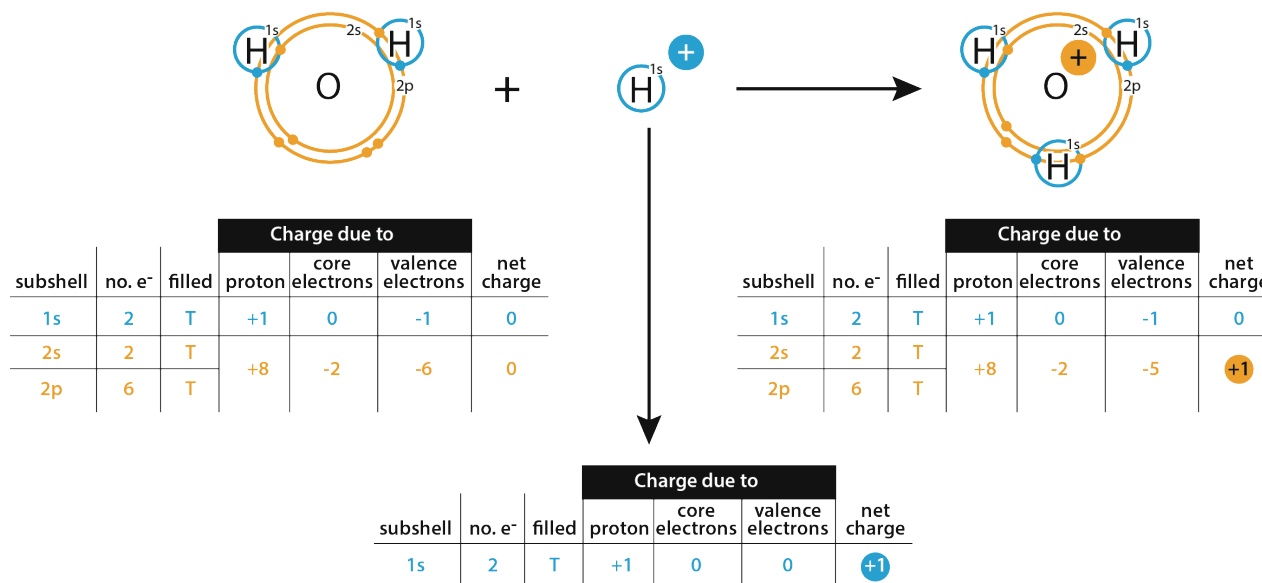 1s 1s 1s
2s 2s
H H H H
+ +
O + H O
1s
2p 2p
1s
H
Charge due to Charge due to
subshell no. e⁻ filled proton core electrons valence electrons net charge
1s 2 T +1 0 -1 0
2s 2 T
+8 -2 -6 0
2p 6 T
subshell no. e⁻ filled proton core electrons valence electrons net
1s 2 T +1 0 -1 0
2s 2 T
+8 -2 -5 +1
2p 6 T
Charge due to
subshell no. e⁻ filled proton core electrons valence electrons net charge
1s 2 T +1 0 0 +1